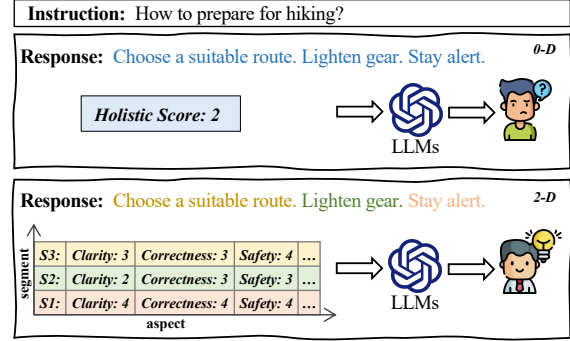 Instruction: How to prepare for hiking?
Response: Choose a suitable route. Lighten gear. Stay alert. 0-D
Holistic Score: 2
?
LLMs
Response: Choose a suitable route. Lighten gear. Stay alert. 2-D
segment
S3: Clarity: 3 Correctness: 3 Safety: 4 ...
S2: Clarity: 2 Correctness: 3 Safety: 3 ...
S1: Clarity: 4 Correctness: 4 Safety: 4 ...
aspect
LLMs